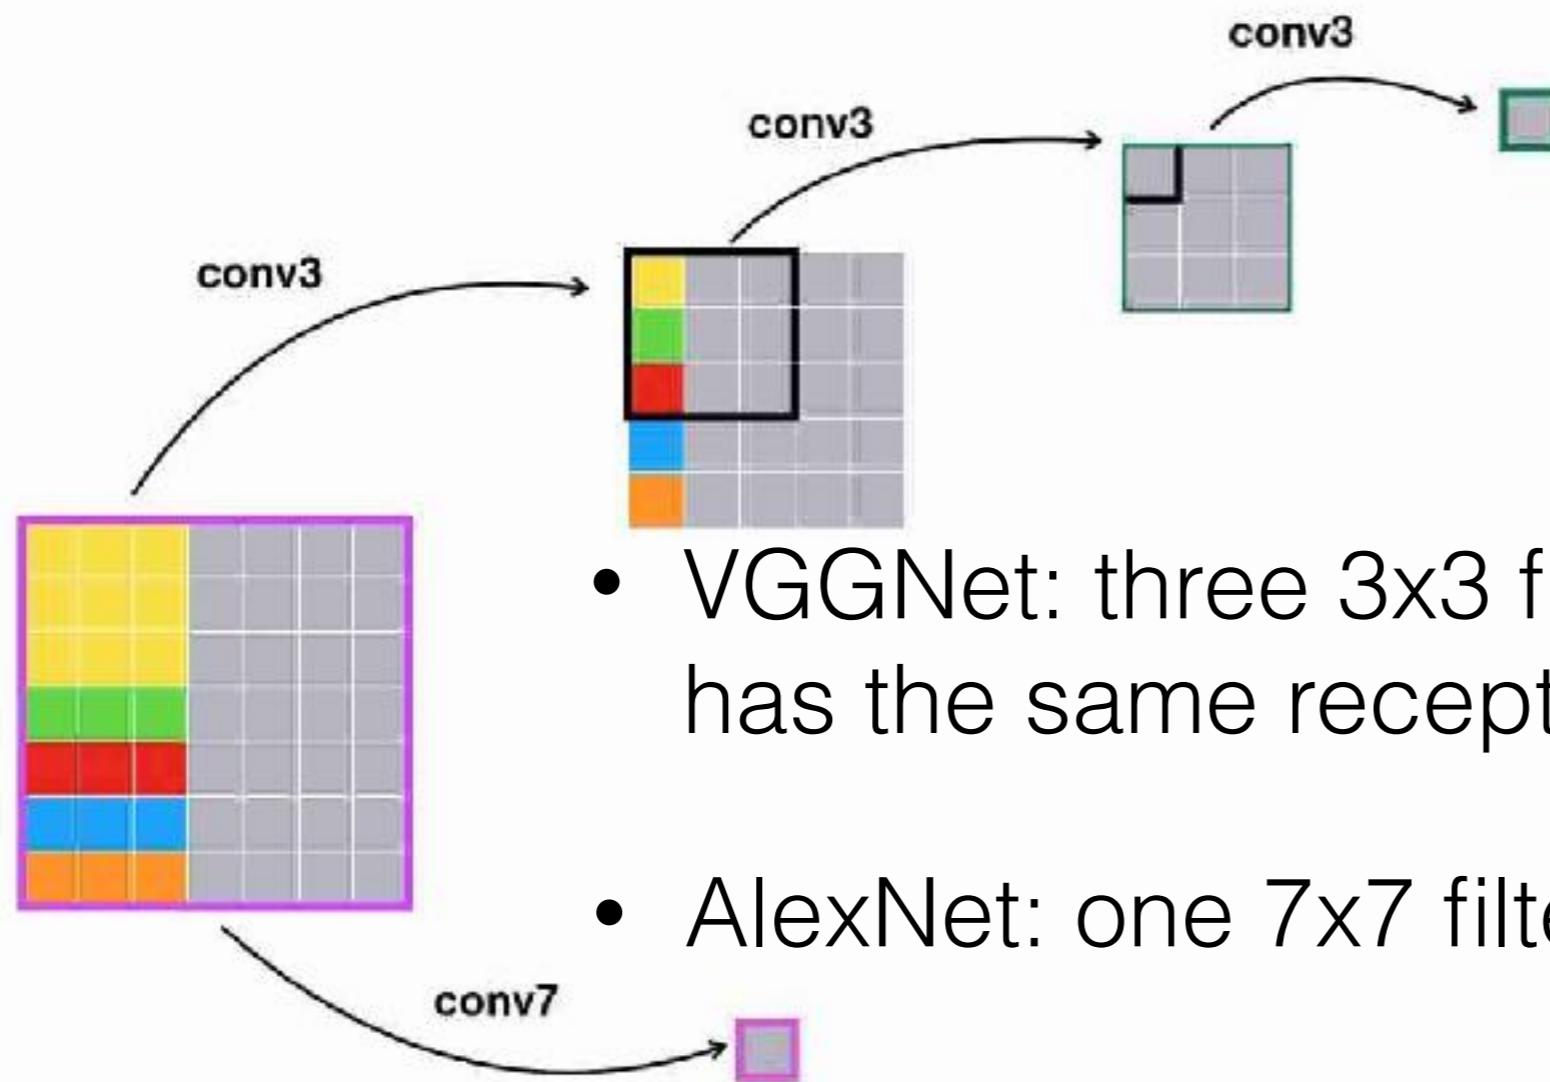 conv3
conv3
conv3
• VGGNet: three 3x3 f
has the same recept
• AlexNet: one 7x7 filte
conv7